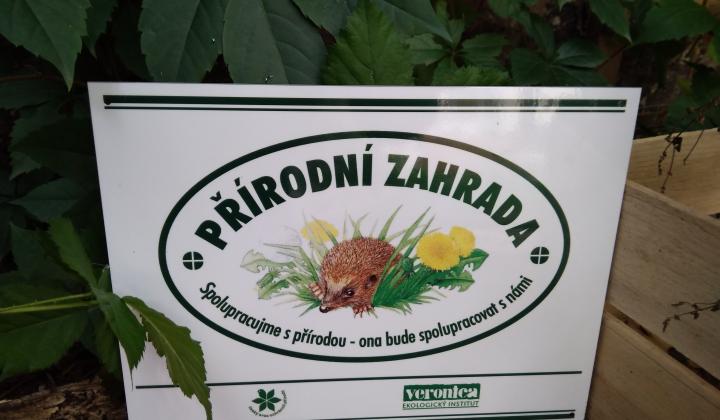 PŘÍRODNÍ ZAHRADA
Spolupracujme s přírodou - ona bude spolupracovat s námi
veronica
EKOLOGICKÝ INSTITUT